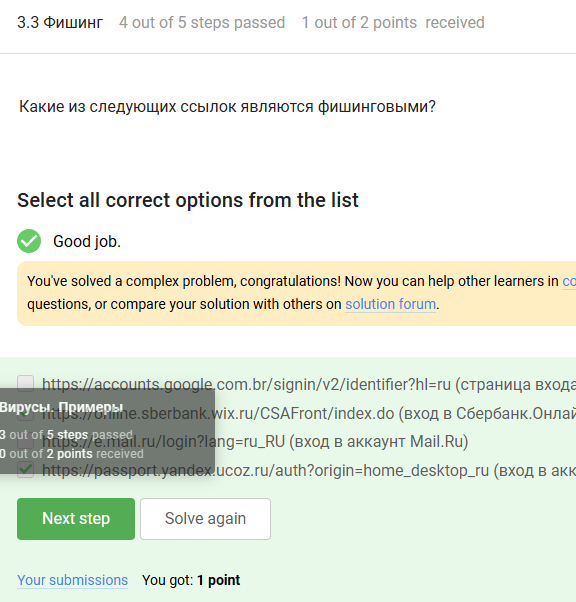 3.3 Фишинг 4 out of 5 steps passed 1 out of 2 points received
Какие из следующих ссылок являются фишинговыми?
Select all correct options from the list
Good job.
You've solved a complex problem, congratulations! Now you can help other learners in co
questions, or compare your solution with others on solution forum.
https://accounts.google.com.br/signin/v2/identifier?hl=ru (страница входа
Вирусы. Примеры
https://online.sberbank.wix.ru/CSAFront/index.do (вход в Сбербанк.Онлай
3 out of 5 steps passed
https://e.mail.ru/login?lang=ru_RU (вход в аккаунт Mail.Ru)
0 out of 2 points received
https://passport.yandex.ucoz.ru/auth?origin=home_desktop_ru (вход в акк
Next step Solve again
Your submissions You got: 1 point